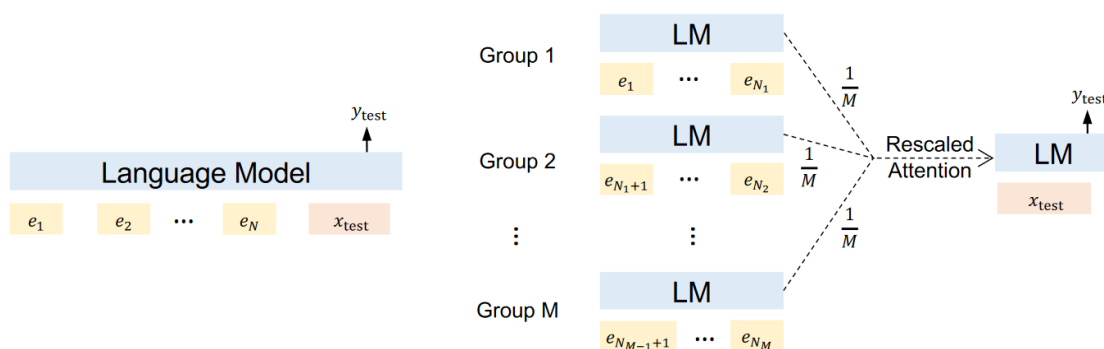 y_test
Language Model
e_1 e_2 ... e_N x_test
Group 1
LM
e_1 ... e_{N_1}
1/M
Group 2
LM
e_{N_1+1} ... e_{N_2}
1/M
⋮ ⋮
Group M
LM
e_{N_{M-1}+1} ... e_{N_M}
1/M
Rescaled
Attention
y_test
LM
x_test